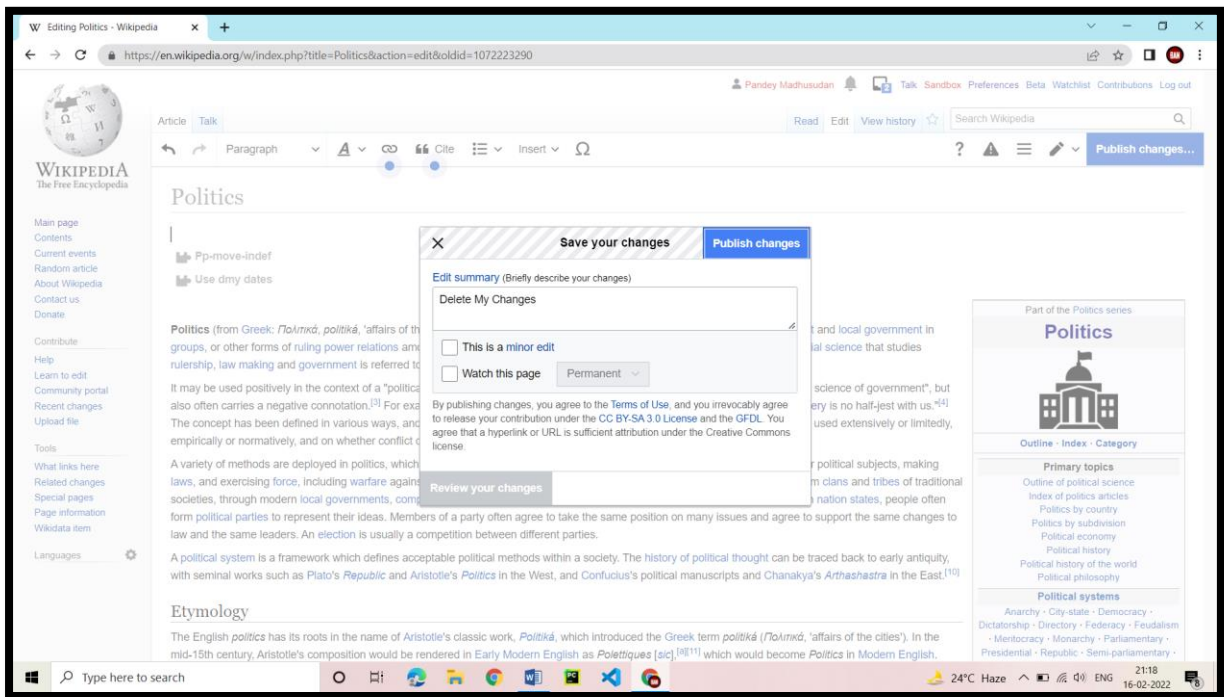 Editing Politics - Wikipedia
https://en.wikipedia.org/w/index.php?title=Politics&action=edit&oldid=1072223290
Pandey Madhusudan Talk Sandbox Preferences Beta Watchlist Contributions Log out
Article Talk Read Edit View history Search Wikipedia
Paragraph A Cite Insert Ω ? Publish changes...
WIKIPEDIA
The Free Encyclopedia
Main page
Contents
Current events
Random article
About Wikipedia
Contact us
Donate
Contribute
Help
Learn to edit
Community portal
Recent changes
Upload file
Tools
What links here
Related changes
Special pages
Page information
Wikidata item
Languages
Politics
Pp-move-indef
Use dmy dates
Politics (from Greek: Πολιτικά, politiká, 'affairs of th
t and local government in
groups, or other forms of ruling power relations amo
ial science that studies
rulership, law making and government is referred to
It may be used positively in the context of a "politica
science of government", but
also often carries a negative connotation.[3] For exa
ery is no half-jest with us."[4]
The concept has been defined in various ways, and
used extensively or limitedly,
empirically or normatively, and on whether conflict o
A variety of methods are deployed in politics, which
r political subjects, making
laws, and exercising force, including warfare agains
m clans and tribes of traditional
societies, through modern local governments, comp
nation states, people often
form political parties to represent their ideas. Members of a party often agree to take the same position on many issues and agree to support the same changes to
law and the same leaders. An election is usually a competition between different parties.
A political system is a framework which defines acceptable political methods within a society. The history of political thought can be traced back to early antiquity,
with seminal works such as Plato's Republic and Aristotle's Politics in the West, and Confucius's political manuscripts and Chanakya's Arthashastra in the East.[10]
Etymology
The English politics has its roots in the name of Aristotle's classic work, Politiká, which introduced the Greek term politiká (Πολιτικά, 'affairs of the cities'). In the
mid-15th century, Aristotle's composition would be rendered in Early Modern English as Polettiques [sic],[a][11] which would become Politics in Modern English.
Save your changes
Publish changes
Edit summary (Briefly describe your changes)
Delete My Changes
This is a minor edit
Watch this page Permanent
By publishing changes, you agree to the Terms of Use, and you irrevocably agree
to release your contribution under the CC BY-SA 3.0 License and the GFDL. You
agree that a hyperlink or URL is sufficient attribution under the Creative Commons
license.
Review your changes
Part of the Politics series
Politics
Outline · Index · Category
Primary topics
Outline of political science
Index of politics articles
Politics by country
Politics by subdivision
Political economy
Political history
Political history of the world
Political philosophy
Political systems
Anarchy · City-state · Democracy ·
Dictatorship · Directory · Federacy · Feudalism
· Meritocracy · Monarchy · Parliamentary ·
Presidential · Republic · Semi-parliamentary ·
Type here to search
24°C Haze ENG 21:18
16-02-2022